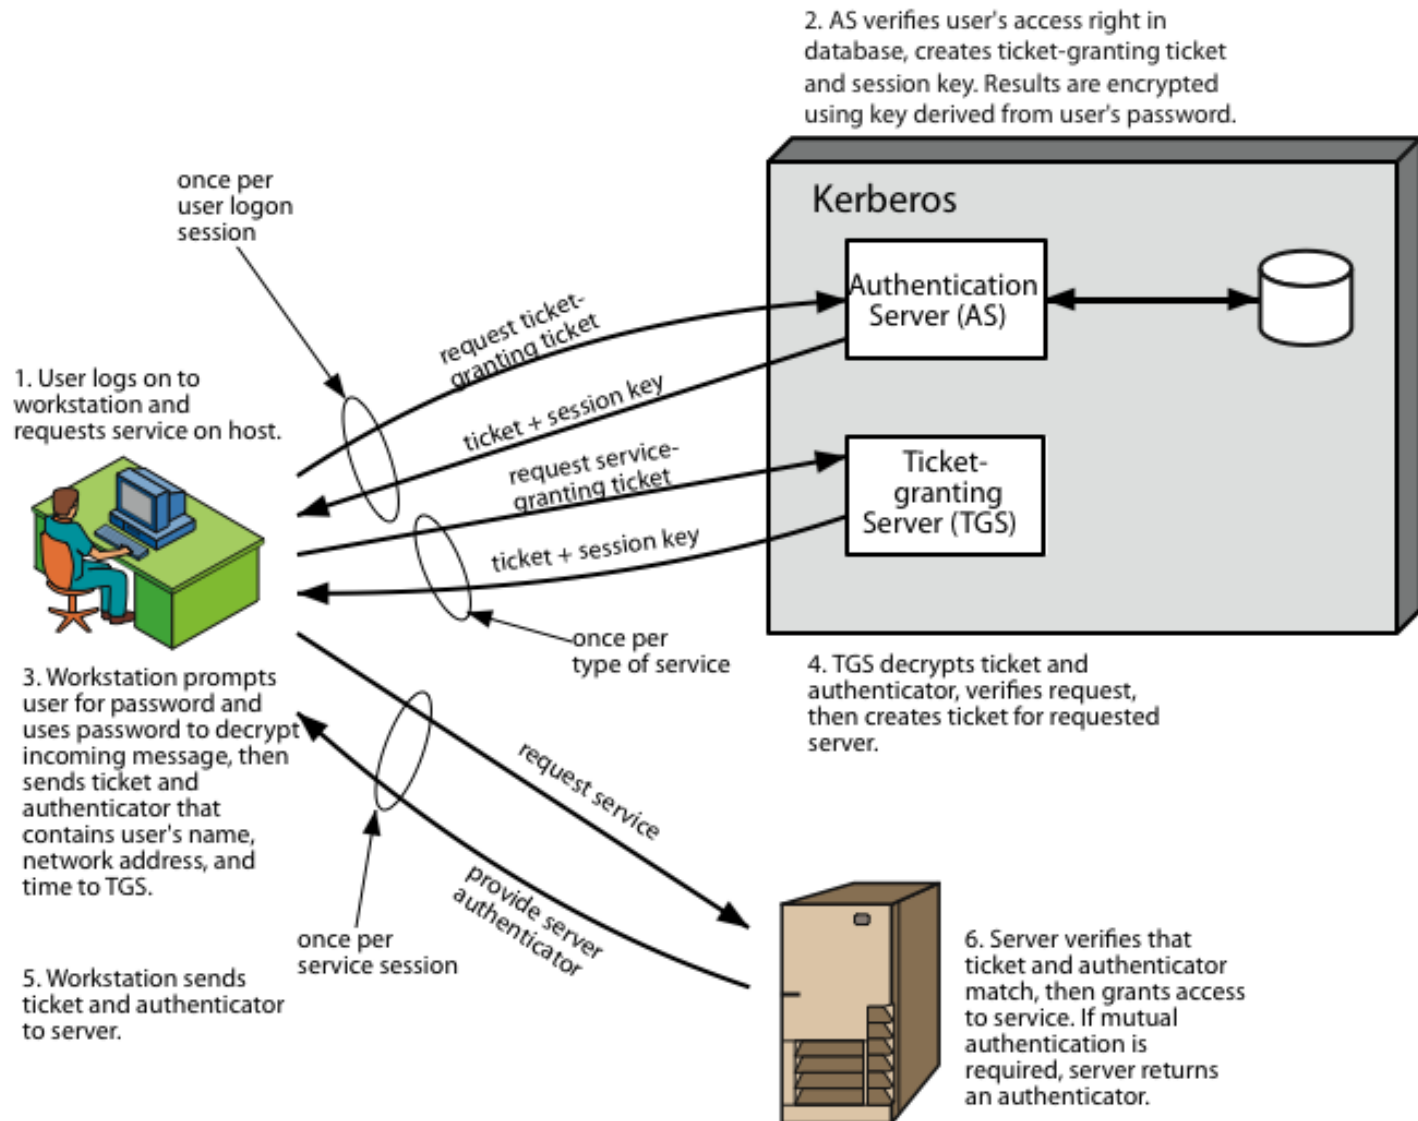 2. AS verifies user's access right in
database, creates ticket-granting ticket
and session key. Results are encrypted
using key derived from user's password.
once per
user logon
session
Kerberos
Authentication
Server (AS)
request ticket-
granting ticket
1. User logs on to
workstation and
requests service on host.
ticket + session key
request service-
granting ticket
Ticket-
granting
Server (TGS)
ticket + session key
once per
type of service
3. Workstation prompts
user for password and
uses password to decrypt
incoming message, then
sends ticket and
authenticator that
contains user's name,
network address, and
time to TGS.
4. TGS decrypts ticket and
authenticator, verifies request,
then creates ticket for requested
server.
request service
provide server
authenticator
once per
service session
5. Workstation sends
ticket and authenticator
to server.
6. Server verifies that
ticket and authenticator
match, then grants access
to service. If mutual
authentication is
required, server returns
an authenticator.